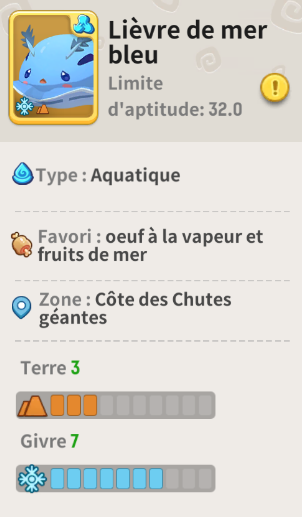 Lièvre de mer
bleu
Limite
d'aptitude: 32.0
!
Type : Aquatique
Favori : oeuf à la vapeur et
fruits de mer
Zone : Côte des Chutes
géantes
Terre 3
Givre 7